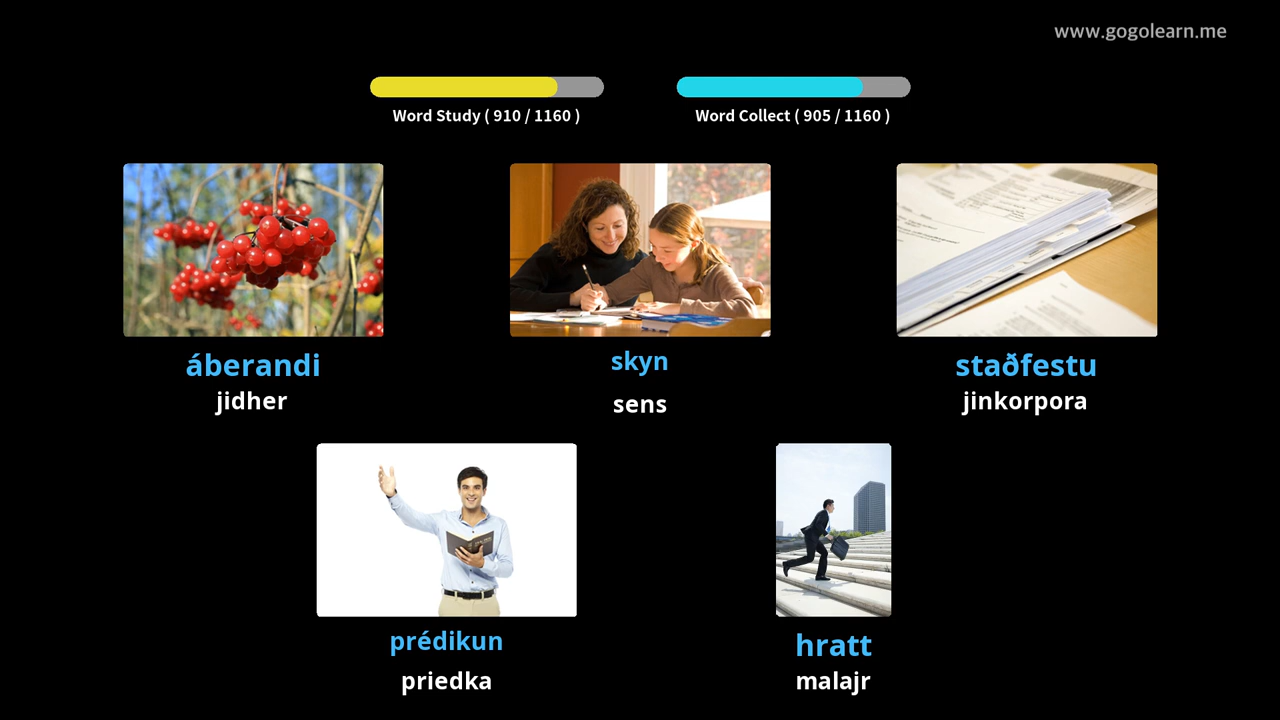 www.gogolearn.me
Word Study ( 910 / 1160 )
Word Collect ( 905 / 1160 )
áberandi
jidher
skyn
sens
staðfestu
jinkorpora
prédikun
priedka
hratt
malajr